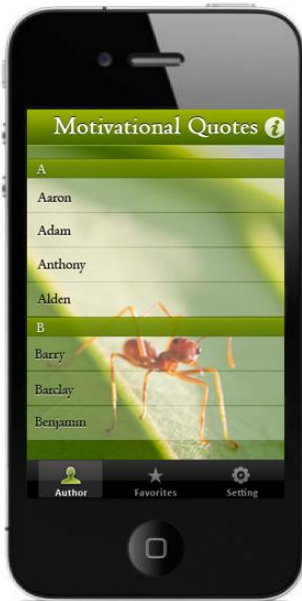 Motivational Quotes i
A
Aaron
Adam
Anthony
Alden
B
Barry
Barclay
Benjamin
Author Favorites Setting